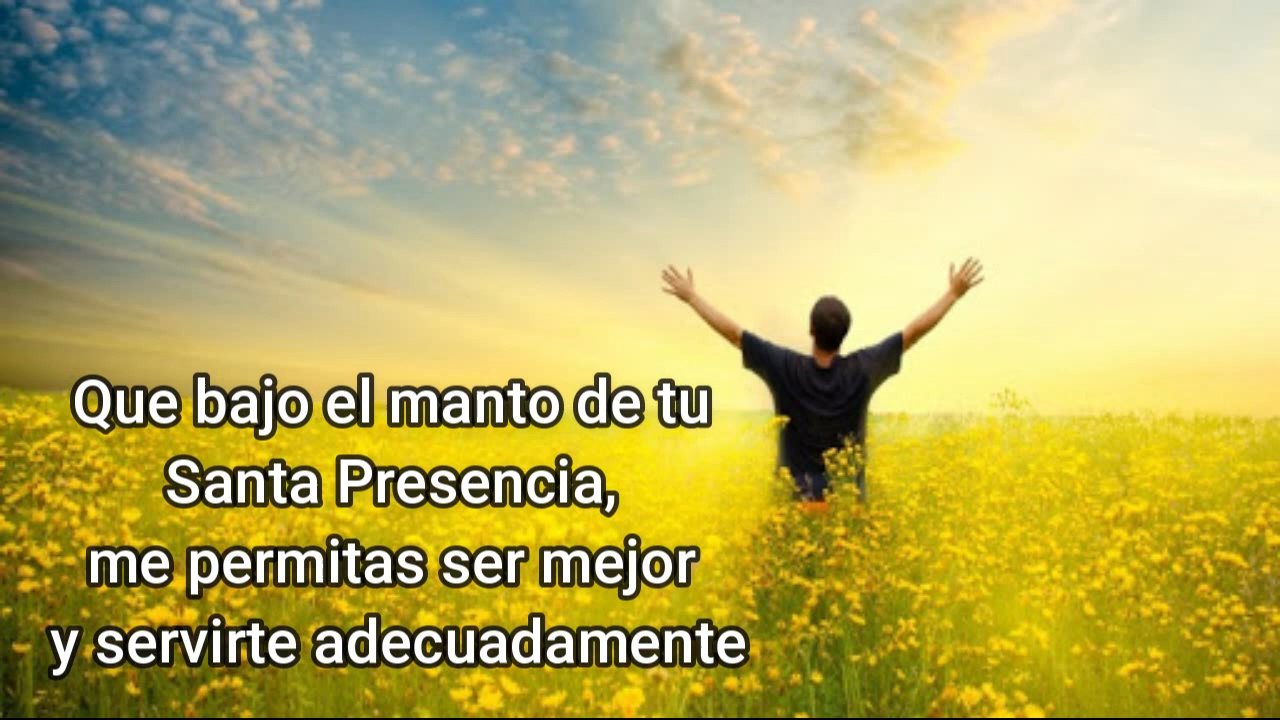 Que bajo el manto de tu
Santa Presencia,
me permitas ser mejor
y servirte adecuadamente